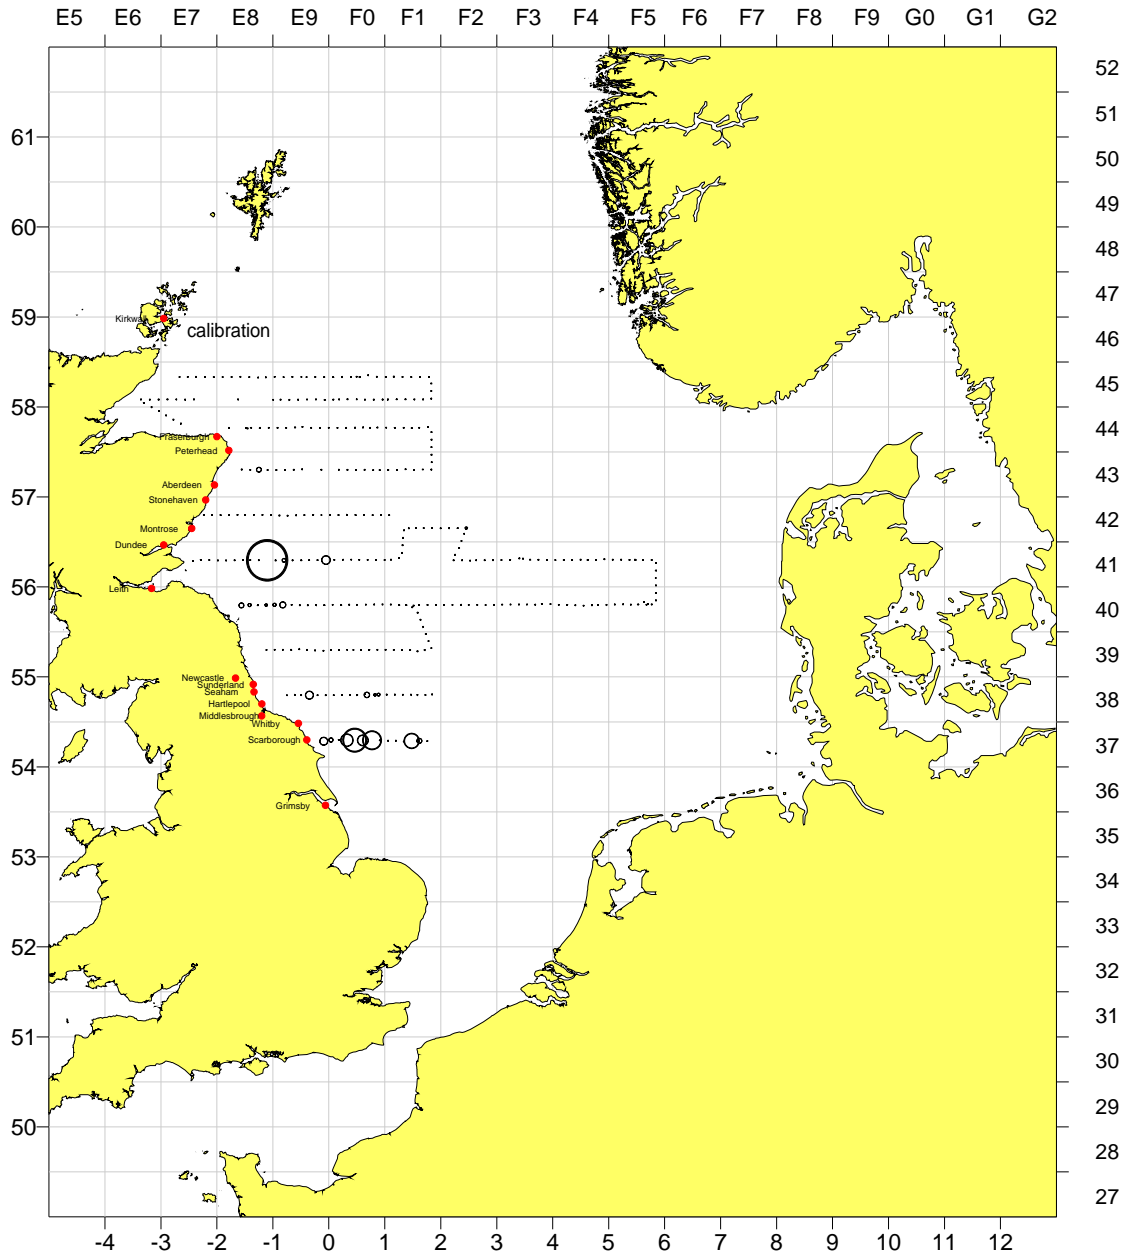 E5 E6 E7 E8 E9 F0 F1 F2 F3 F4 F5 F6 F7 F8 F9 G0 G1 G2
52
51
61
50
49
60
48
47
59
Kirkwall
calibration
46
45
58
44
Fraserburgh
Peterhead
43
Aberdeen
57
Stonehaven
42
Montrose
Dundee
41
56
Leith
40
39
55
Newcastle
Sunderland
Seaham
38
Hartlepool
Middlesbrough
Whitby
Scarborough
37
54
36
Grimsby
35
53
34
33
52
32
31
51
30
29
50
28
27
-4 -3 -2 -1 0 1 2 3 4 5 6 7 8 9 10 11 12